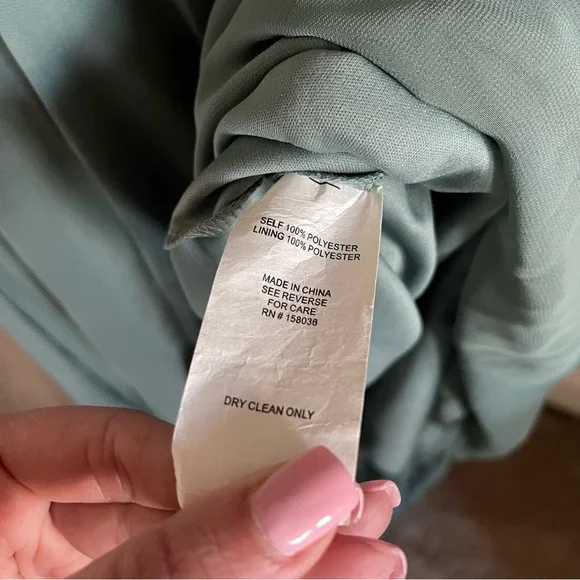 SELF 100% POLYESTER
LINING 100% POLYESTER
MADE IN CHINA
SEE REVERSE
FOR CARE
RN # 158036
DRY CLEAN ONLY